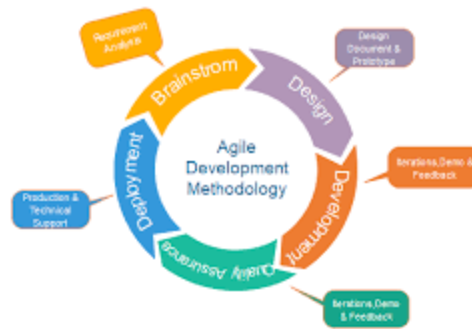 Requirement
Analysis
Brainstrom
Design
Design
Document &
Prototype
Agile
Development
Methodology
Development
Iterations,Demo &
Feedback
Quality Assurance
Iterations,Demo
& Feedback
Deployment
Production &
Technical
Support